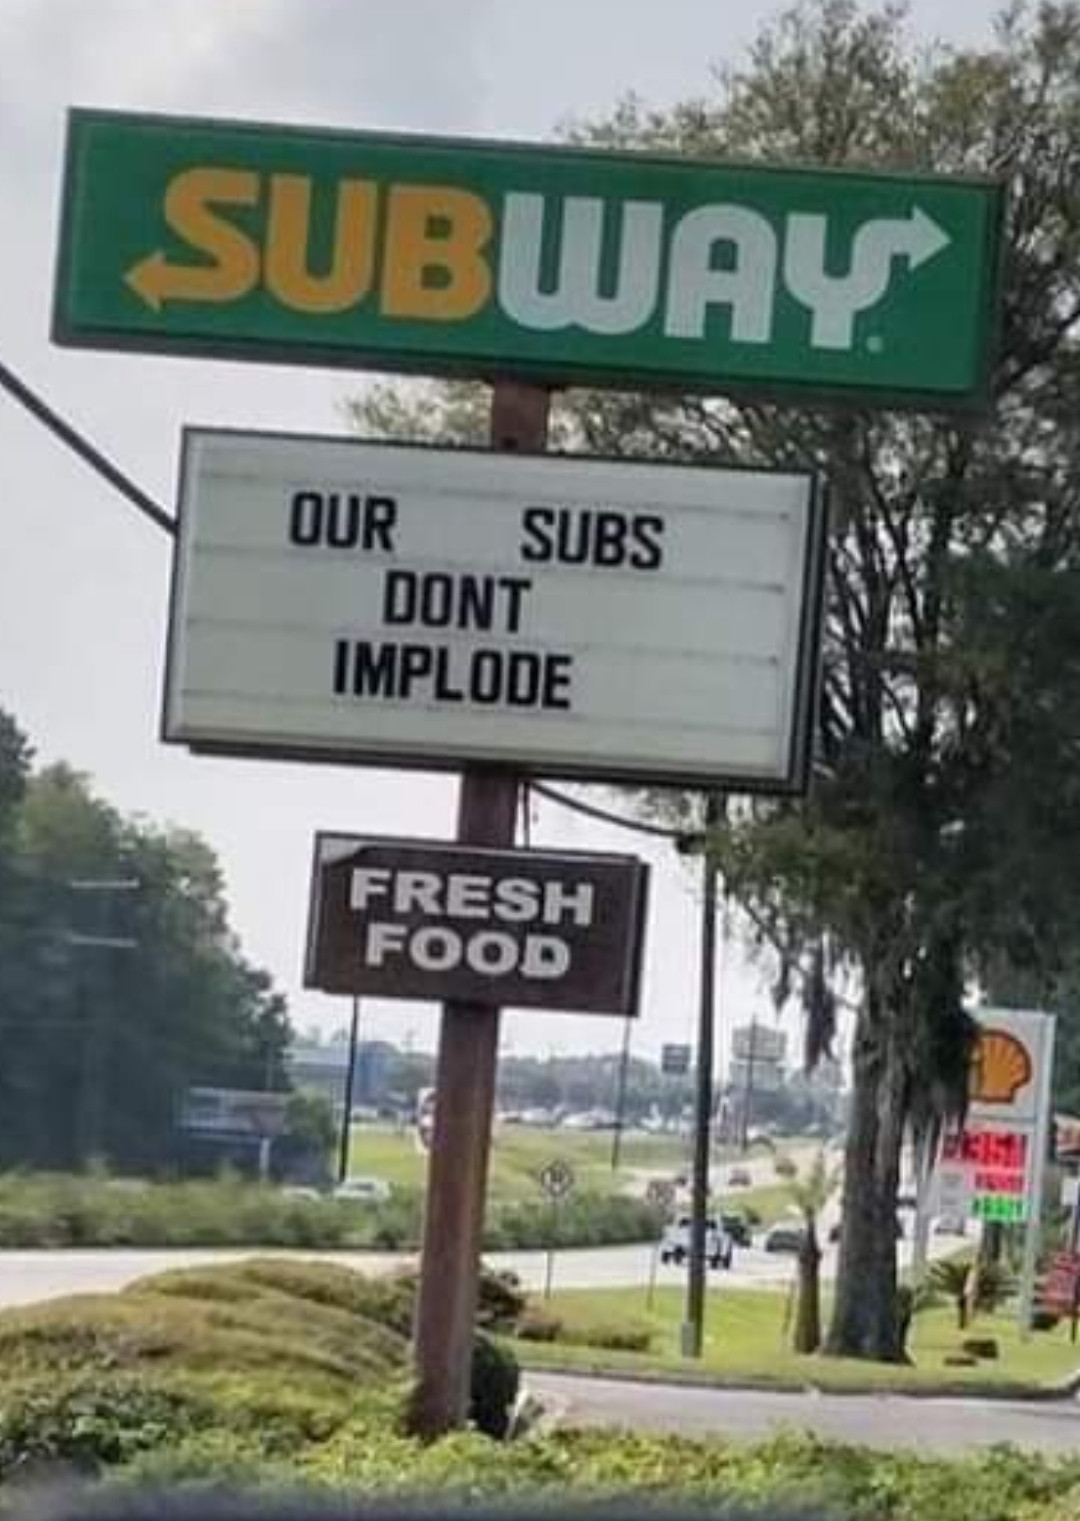 SUBWAY
OUR SUBS
DONT
IMPLODE
FRESH
FOOD